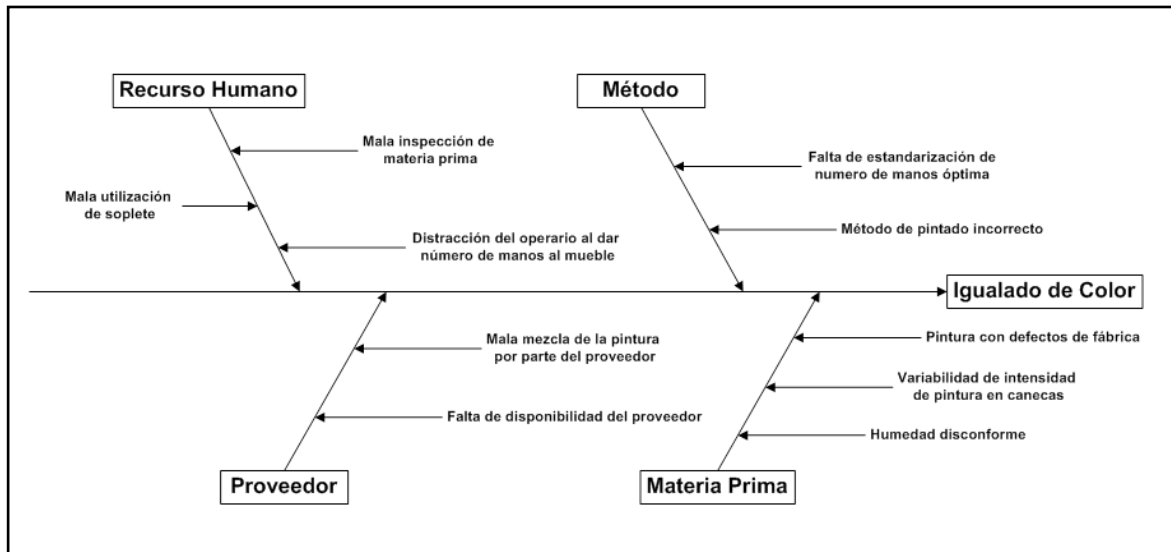 Recurso Humano
Método
Mala inspección de
materia prima
Mala utilización
de soplete
Distracción del operario al dar
número de manos al mueble
Falta de estandarización de
numero de manos óptima
Método de pintado incorrecto
Igualado de Color
Mala mezcla de la pintura
por parte del proveedor
Falta de disponibilidad del proveedor
Pintura con defectos de fábrica
Variabilidad de intensidad
de pintura en canecas
Humedad disconforme
Proveedor
Materia Prima